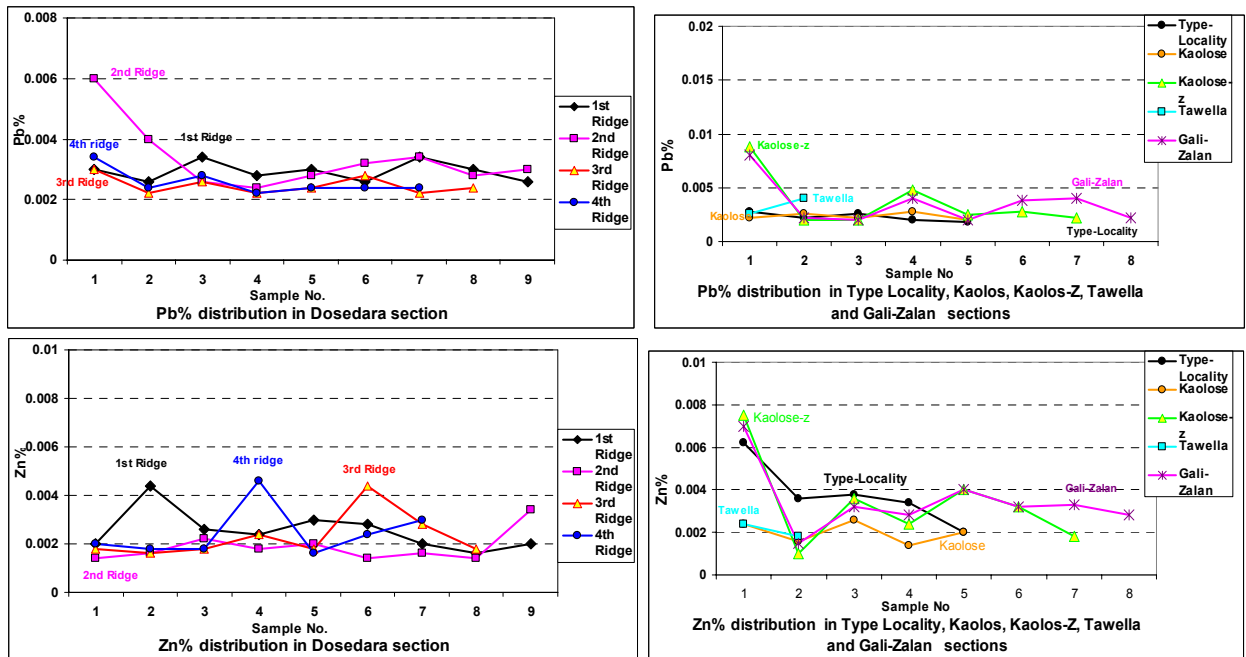 0.008
0.006
0.004
0.002
0
Pb%
2nd Ridge
1st Ridge
4th ridge
3rd Ridge
1 2 3 4 5 6 7 8 9
Sample No.
Pb% distribution in Dosedara section
1st
Ridge
2nd
Ridge
3rd
Ridge
4th
Ridge
0.02
0.015
0.01
0.005
0
Pb%
Kaolose-z
Tawella
Kaolos
Gali-Zalan
Type-Locality
1 2 3 4 5 6 7 8
Sample No
Pb% distribution in Type Locality, Kaolos, Kaolos-Z, Tawella
and Gali-Zalan sections
Type-
Locality
Kaolose
Kaolose-
z
Tawella
Gali-
Zalan
0.01
0.008
0.006
0.004
0.002
0
Zn%
1st Ridge
4th ridge
3rd Ridge
2nd Ridge
1 2 3 4 5 6 7 8 9
Sample No.
Zn% distribution in Dosedara section
1st
Ridge
2nd
Ridge
3rd
Ridge
4th
Ridge
0.01
0.008
0.006
0.004
0.002
0
Zn%
Kaolose-z
Type-Locality
Gali-Zalan
Tawella
Kaolose
1 2 3 4 5 6 7 8
Sample No
Zn% distribution in Type Locality, Kaolos, Kaolos-Z, Tawella
and Gali-Zalan sections
Type-
Locality
Kaolose
Kaolose-
z
Tawella
Gali-
Zalan